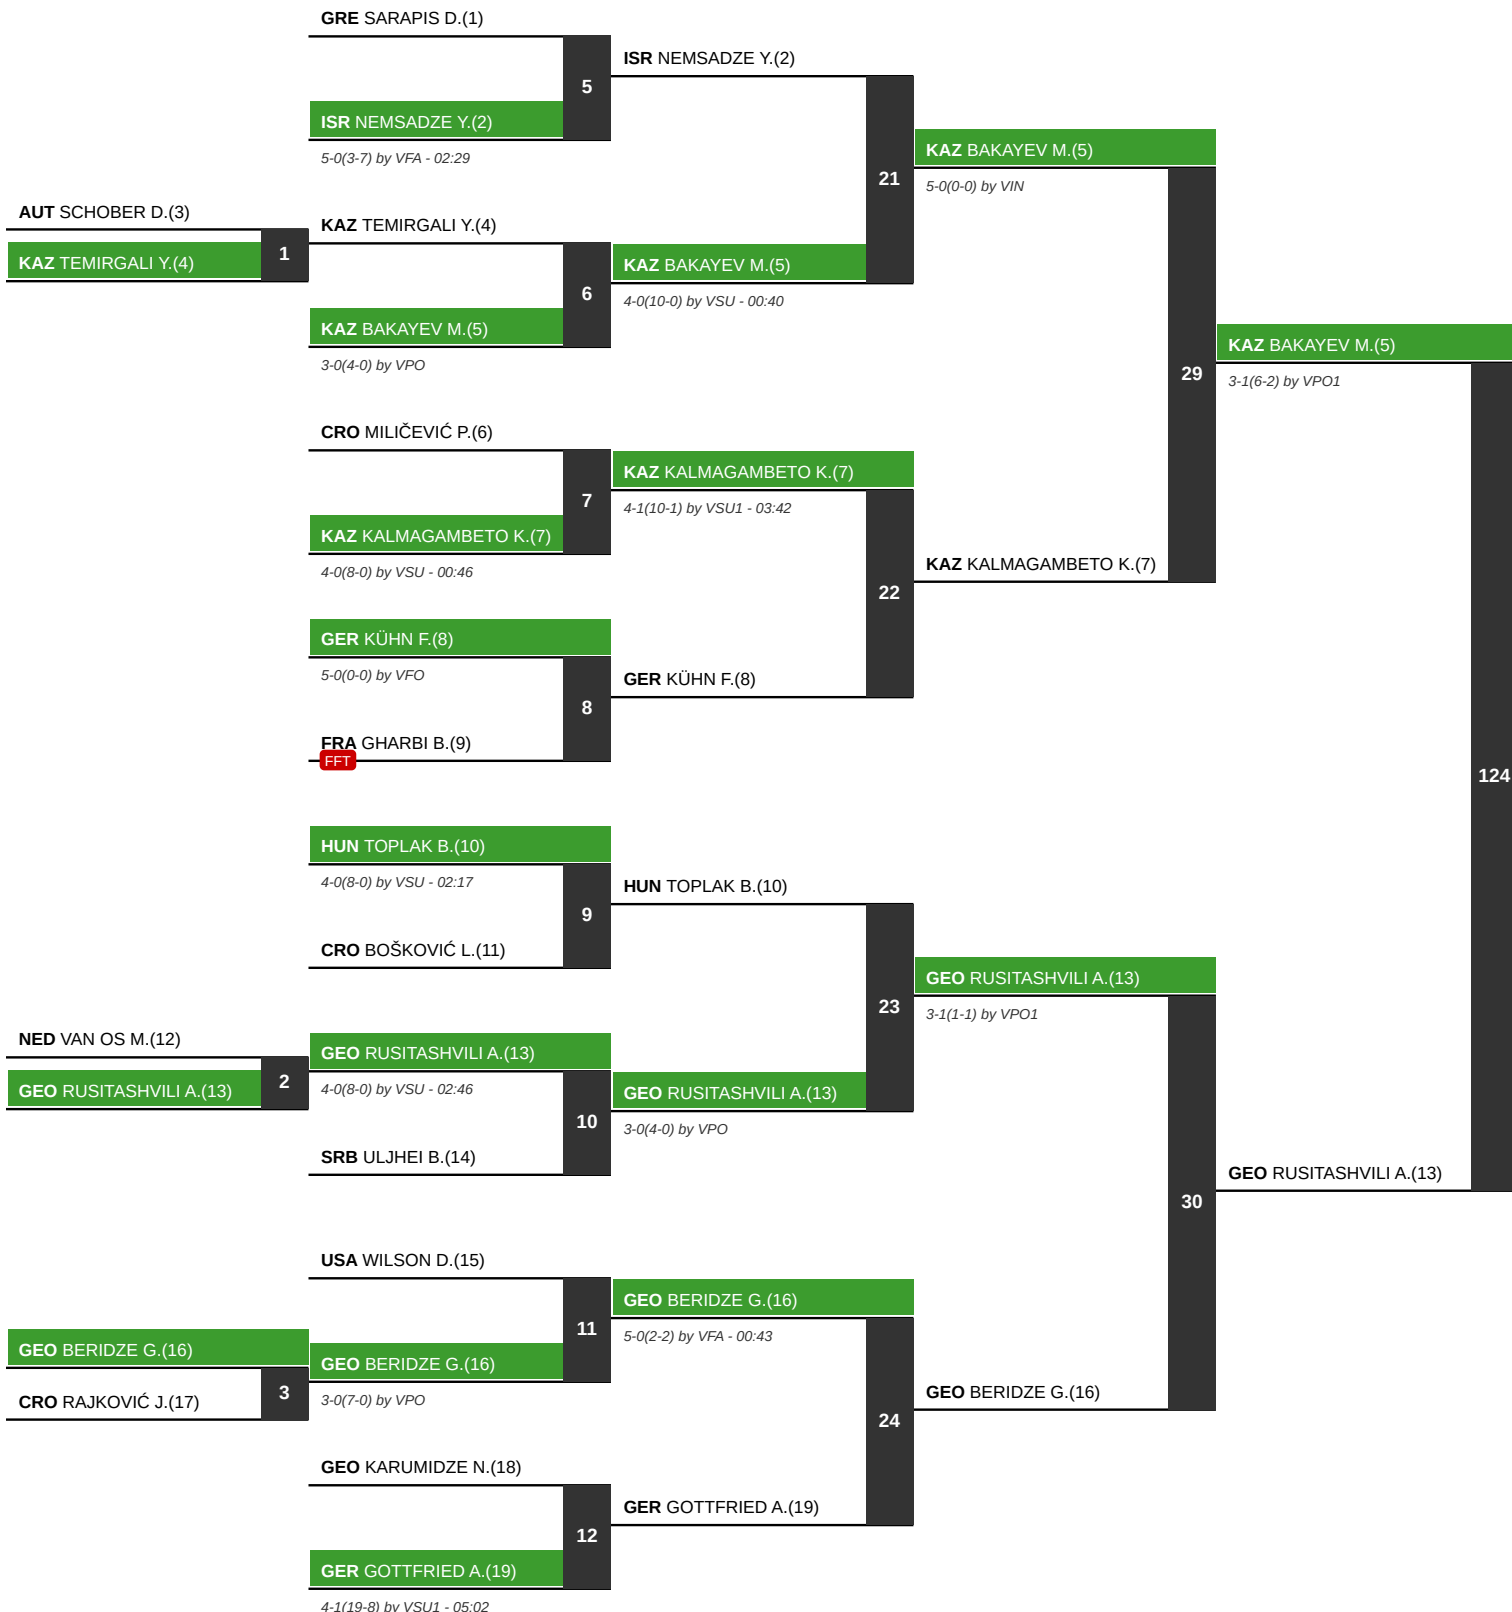 GRE SARAPIS D.(1)
5
ISR NEMSADZE Y.(2)
5-0(3-7) by VFA - 02:29
AUT SCHOBER D.(3)
1
KAZ TEMIRGALI Y.(4)
KAZ TEMIRGALI Y.(4)
6
KAZ BAKAYEV M.(5)
3-0(4-0) by VPO
CRO MILIČEVIĆ P.(6)
7
KAZ KALMAGAMBETO K.(7)
4-0(8-0) by VSU - 00:46
GER KÜHN F.(8)
5-0(0-0) by VFO
8
FRA GHARBI B.(9)
FFT
HUN TOPLAK B.(10)
4-0(8-0) by VSU - 02:17
9
CRO BOŠKOVIĆ L.(11)
NED VAN OS M.(12)
2
GEO RUSITASHVILI A.(13)
GEO RUSITASHVILI A.(13)
4-0(8-0) by VSU - 02:46
10
SRB ULJHEI B.(14)
USA WILSON D.(15)
11
GEO BERIDZE G.(16)
3
CRO RAJKOVIĆ J.(17)
GEO BERIDZE G.(16)
3-0(7-0) by VPO
GEO KARUMIDZE N.(18)
12
GER GOTTFRIED A.(19)
4-1(19-8) by VSU1 - 05:02
ISR NEMSADZE Y.(2)
21
KAZ BAKAYEV M.(5)
4-0(10-0) by VSU - 00:40
KAZ KALMAGAMBETO K.(7)
4-1(10-1) by VSU1 - 03:42
22
GER KÜHN F.(8)
HUN TOPLAK B.(10)
23
GEO RUSITASHVILI A.(13)
3-0(4-0) by VPO
GEO BERIDZE G.(16)
5-0(2-2) by VFA - 00:43
24
GER GOTTFRIED A.(19)
KAZ BAKAYEV M.(5)
5-0(0-0) by VIN
29
KAZ KALMAGAMBETO K.(7)
GEO RUSITASHVILI A.(13)
3-1(1-1) by VPO1
30
GEO BERIDZE G.(16)
KAZ BAKAYEV M.(5)
3-1(6-2) by VPO1
124
GEO RUSITASHVILI A.(13)